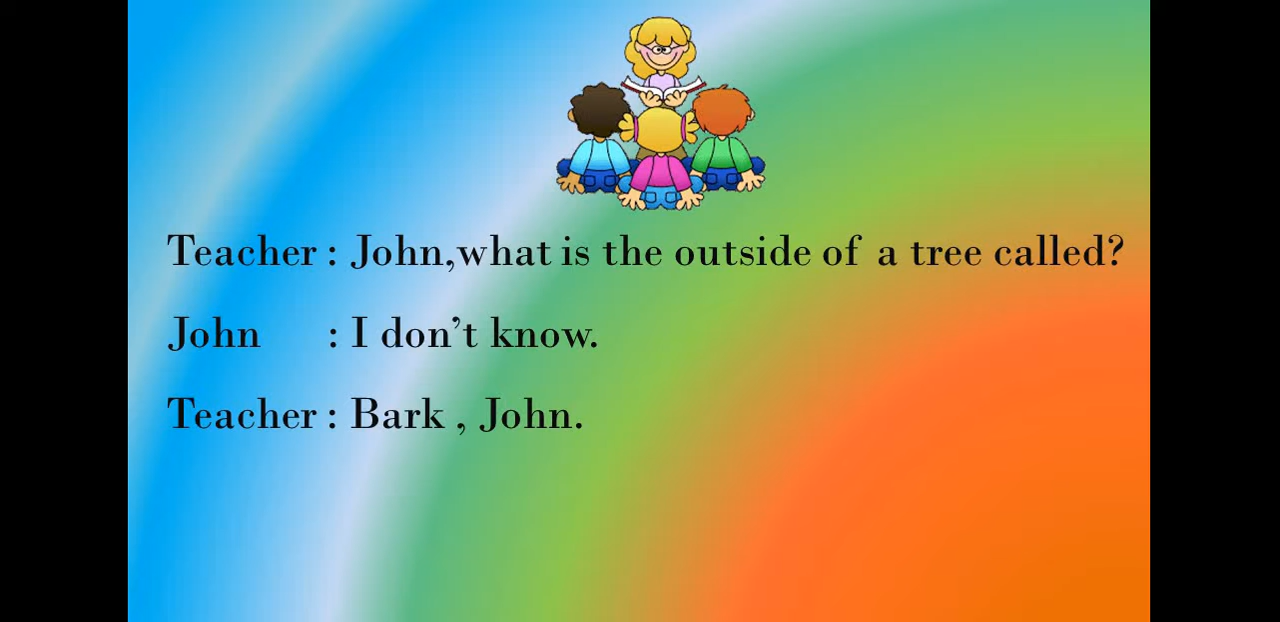 Teacher : John,what is the outside of a tree called?
John : I don’t know.
Teacher : Bark , John.